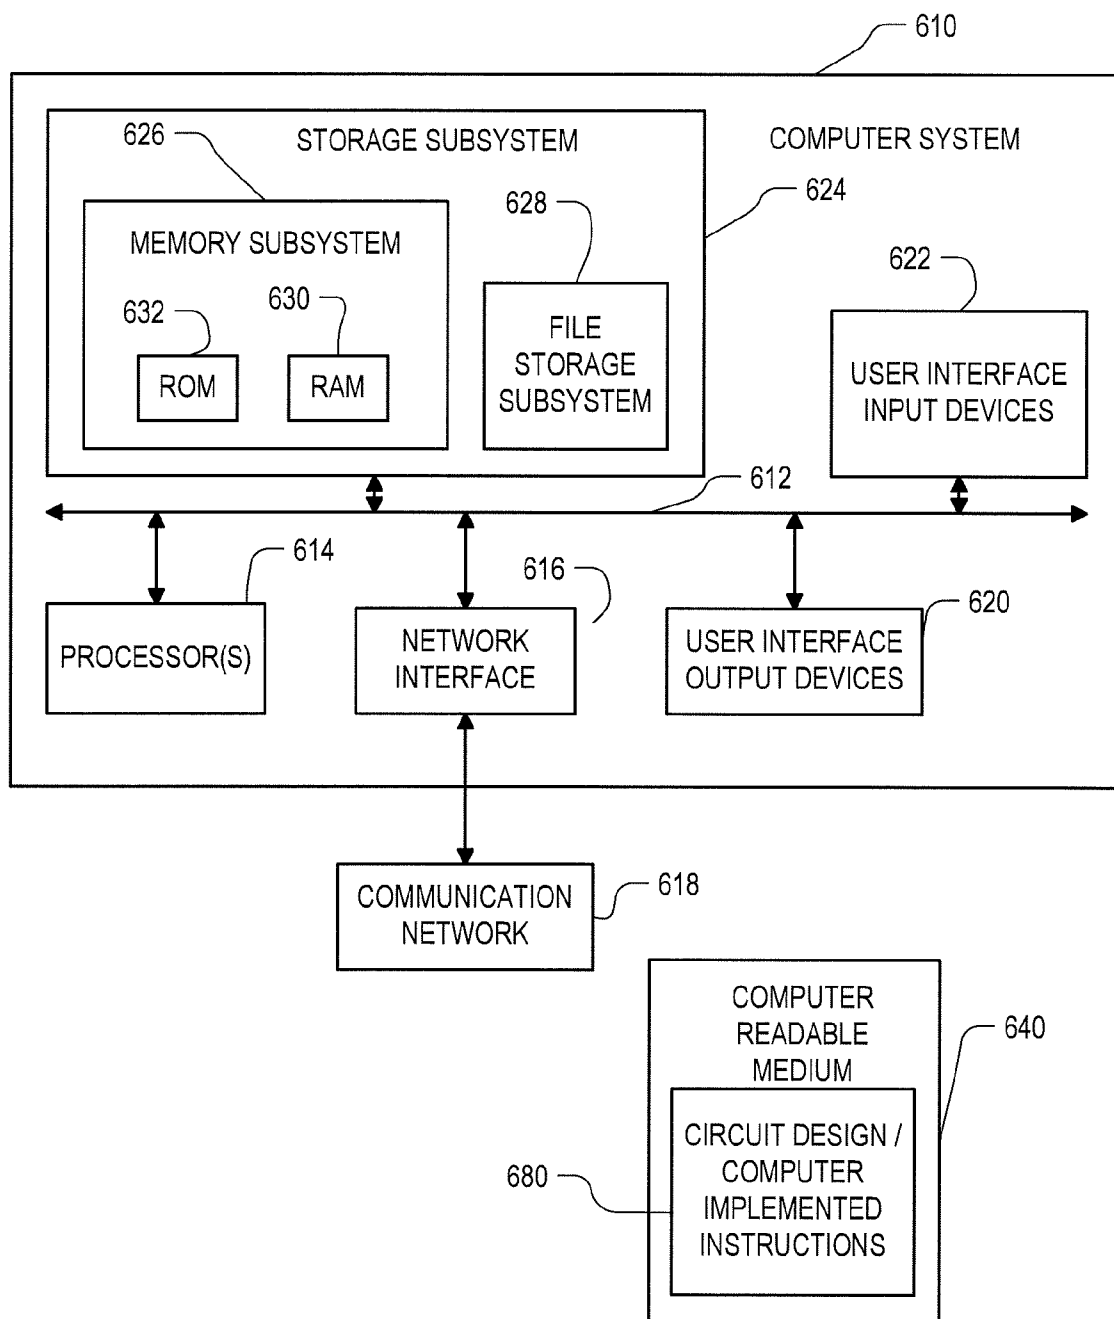 610
STORAGE SUBSYSTEM
COMPUTER SYSTEM
626
624
628
MEMORY SUBSYSTEM
622
632
630
FILE
STORAGE
SUBSYSTEM
ROM
RAM
USER INTERFACE
INPUT DEVICES
612
614
616
620
PROCESSOR(S)
NETWORK
INTERFACE
USER INTERFACE
OUTPUT DEVICES
COMMUNICATION
NETWORK
618
COMPUTER
READABLE
MEDIUM
640
CIRCUIT DESIGN /
COMPUTER
IMPLEMENTED
INSTRUCTIONS
680